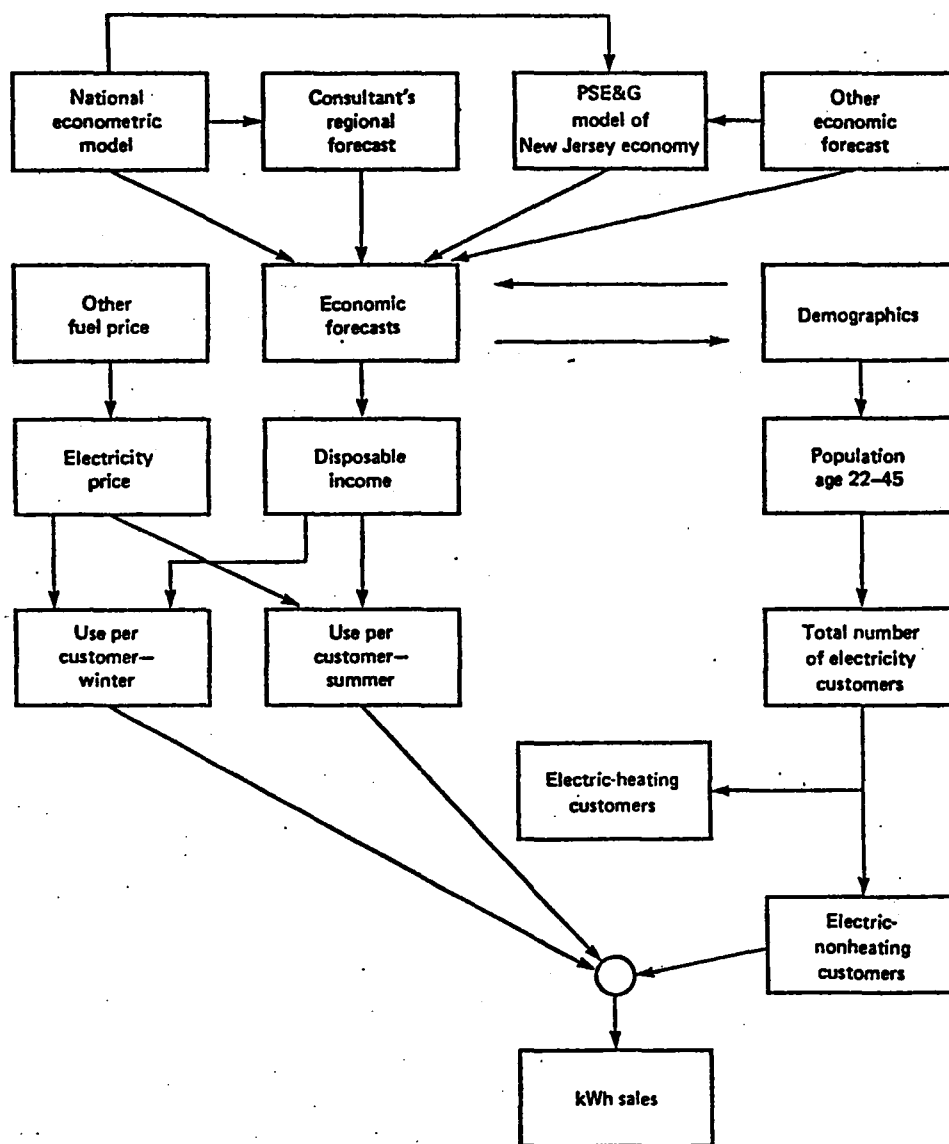 National
econometric
model
Consultant's
regional
forecast
PSE&G
model of
New Jersey economy
Other
economic
forecast
Other
fuel price
Economic
forecasts
Demographics
Electricity
price
Disposable
income
Population
age 22–45
Use per
customer—
winter
Use per
customer—
summer
Total number
of electricity
customers
Electric-heating
customers
Electric-
nonheating
customers
kWh sales